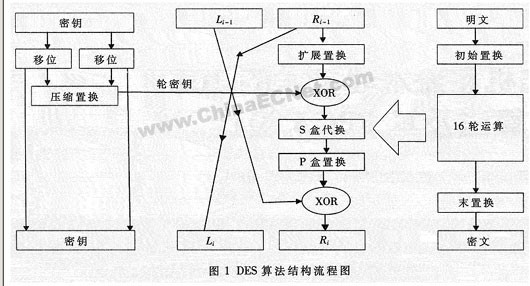 密钥
移位
移位
压缩置换
轮密钥
密钥
L_{i-1}
R_{i-1}
扩展置换
XOR
S 盒代换
P 盒置换
XOR
L_i
R_i
明文
初始置换
16 轮运算
末置换
密文
图 1 DES 算法结构流程图